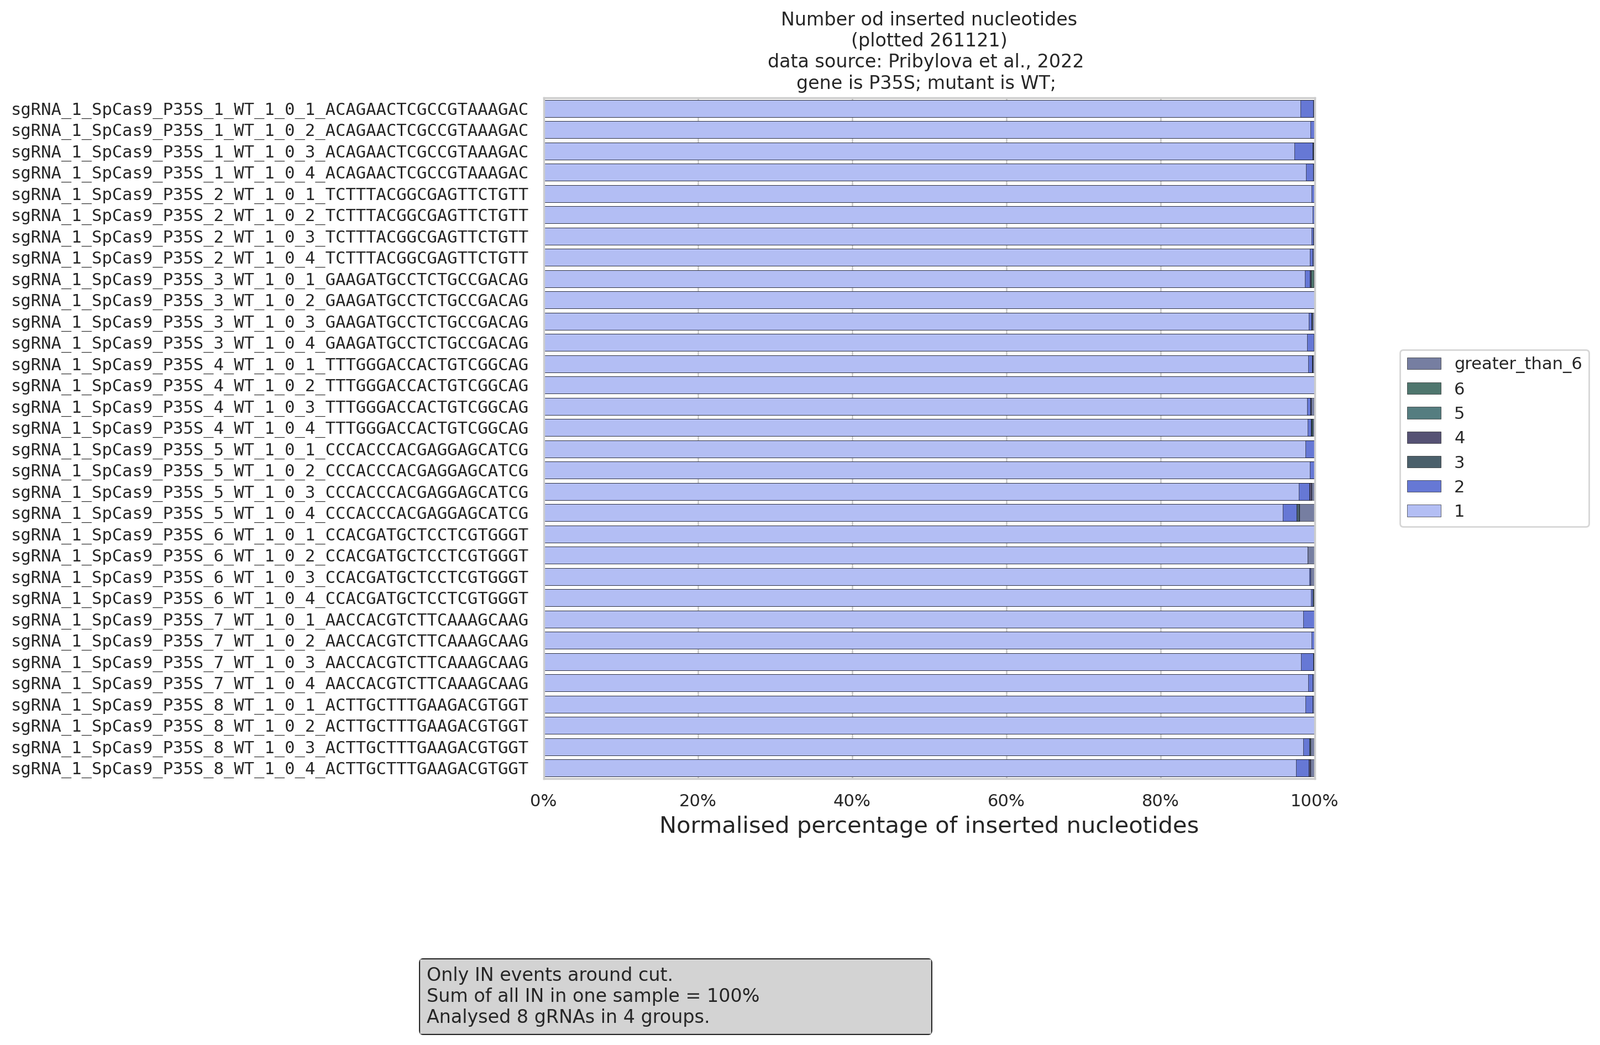 Number od inserted nucleotides
(plotted 261121)
data source: Pribylova et al., 2022
gene is P35S; mutant is WT;
sgRNA_1_SpCas9_P35S_1_WT_1_0_1_ACAGAACTCGCCGTAAAGAC
sgRNA_1_SpCas9_P35S_1_WT_1_0_2_ACAGAACTCGCCGTAAAGAC
sgRNA_1_SpCas9_P35S_1_WT_1_0_3_ACAGAACTCGCCGTAAAGAC
sgRNA_1_SpCas9_P35S_1_WT_1_0_4_ACAGAACTCGCCGTAAAGAC
sgRNA_1_SpCas9_P35S_2_WT_1_0_1_TCTTTACGGCGAGTTCTGTT
sgRNA_1_SpCas9_P35S_2_WT_1_0_2_TCTTTACGGCGAGTTCTGTT
sgRNA_1_SpCas9_P35S_2_WT_1_0_3_TCTTTACGGCGAGTTCTGTT
sgRNA_1_SpCas9_P35S_2_WT_1_0_4_TCTTTACGGCGAGTTCTGTT
sgRNA_1_SpCas9_P35S_3_WT_1_0_1_GAAGATGCCTCTGCCGACAG
sgRNA_1_SpCas9_P35S_3_WT_1_0_2_GAAGATGCCTCTGCCGACAG
sgRNA_1_SpCas9_P35S_3_WT_1_0_3_GAAGATGCCTCTGCCGACAG
sgRNA_1_SpCas9_P35S_3_WT_1_0_4_GAAGATGCCTCTGCCGACAG
sgRNA_1_SpCas9_P35S_4_WT_1_0_1_TTTGGGACCACTGTCGGCAG
sgRNA_1_SpCas9_P35S_4_WT_1_0_2_TTTGGGACCACTGTCGGCAG
sgRNA_1_SpCas9_P35S_4_WT_1_0_3_TTTGGGACCACTGTCGGCAG
sgRNA_1_SpCas9_P35S_4_WT_1_0_4_TTTGGGACCACTGTCGGCAG
sgRNA_1_SpCas9_P35S_5_WT_1_0_1_CCCACCCACGAGGAGCATCG
sgRNA_1_SpCas9_P35S_5_WT_1_0_2_CCCACCCACGAGGAGCATCG
sgRNA_1_SpCas9_P35S_5_WT_1_0_3_CCCACCCACGAGGAGCATCG
sgRNA_1_SpCas9_P35S_5_WT_1_0_4_CCCACCCACGAGGAGCATCG
sgRNA_1_SpCas9_P35S_6_WT_1_0_1_CCACGATGCTCCTCGTGGGT
sgRNA_1_SpCas9_P35S_6_WT_1_0_2_CCACGATGCTCCTCGTGGGT
sgRNA_1_SpCas9_P35S_6_WT_1_0_3_CCACGATGCTCCTCGTGGGT
sgRNA_1_SpCas9_P35S_6_WT_1_0_4_CCACGATGCTCCTCGTGGGT
sgRNA_1_SpCas9_P35S_7_WT_1_0_1_AACCACGTCTTCAAAGCAAG
sgRNA_1_SpCas9_P35S_7_WT_1_0_2_AACCACGTCTTCAAAGCAAG
sgRNA_1_SpCas9_P35S_7_WT_1_0_3_AACCACGTCTTCAAAGCAAG
sgRNA_1_SpCas9_P35S_7_WT_1_0_4_AACCACGTCTTCAAAGCAAG
sgRNA_1_SpCas9_P35S_8_WT_1_0_1_ACTTGCTTTGAAGACGTGGT
sgRNA_1_SpCas9_P35S_8_WT_1_0_2_ACTTGCTTTGAAGACGTGGT
sgRNA_1_SpCas9_P35S_8_WT_1_0_3_ACTTGCTTTGAAGACGTGGT
sgRNA_1_SpCas9_P35S_8_WT_1_0_4_ACTTGCTTTGAAGACGTGGT
0% 20% 40% 60% 80% 100%
Normalised percentage of inserted nucleotides
greater_than_6
6
5
4
3
2
1
Only IN events around cut.
Sum of all IN in one sample = 100%
Analysed 8 gRNAs in 4 groups.